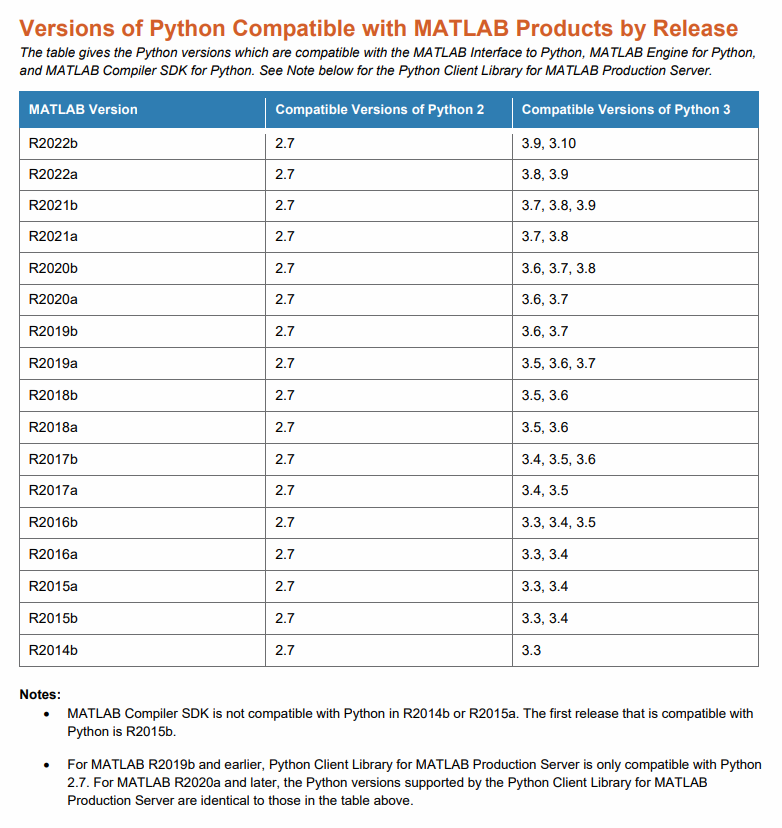 Versions of Python Compatible with MATLAB Products by Release
The table gives the Python versions which are compatible with the MATLAB Interface to Python, MATLAB Engine for Python,
and MATLAB Compiler SDK for Python. See Note below for the Python Client Library for MATLAB Production Server.
MATLAB Version Compatible Versions of Python 2 Compatible Versions of Python 3
R2022b 2.7 3.9, 3.10
R2022a 2.7 3.8, 3.9
R2021b 2.7 3.7, 3.8, 3.9
R2021a 2.7 3.7, 3.8
R2020b 2.7 3.6, 3.7, 3.8
R2020a 2.7 3.6, 3.7
R2019b 2.7 3.6, 3.7
R2019a 2.7 3.5, 3.6, 3.7
R2018b 2.7 3.5, 3.6
R2018a 2.7 3.5, 3.6
R2017b 2.7 3.4, 3.5, 3.6
R2017a 2.7 3.4, 3.5
R2016b 2.7 3.3, 3.4, 3.5
R2016a 2.7 3.3, 3.4
R2015a 2.7 3.3, 3.4
R2015b 2.7 3.3, 3.4
R2014b 2.7 3.3
Notes:
• MATLAB Compiler SDK is not compatible with Python in R2014b or R2015a. The first release that is compatible with
Python is R2015b.
• For MATLAB R2019b and earlier, Python Client Library for MATLAB Production Server is only compatible with Python
2.7. For MATLAB R2020a and later, the Python versions supported by the Python Client Library for MATLAB
Production Server are identical to those in the table above.